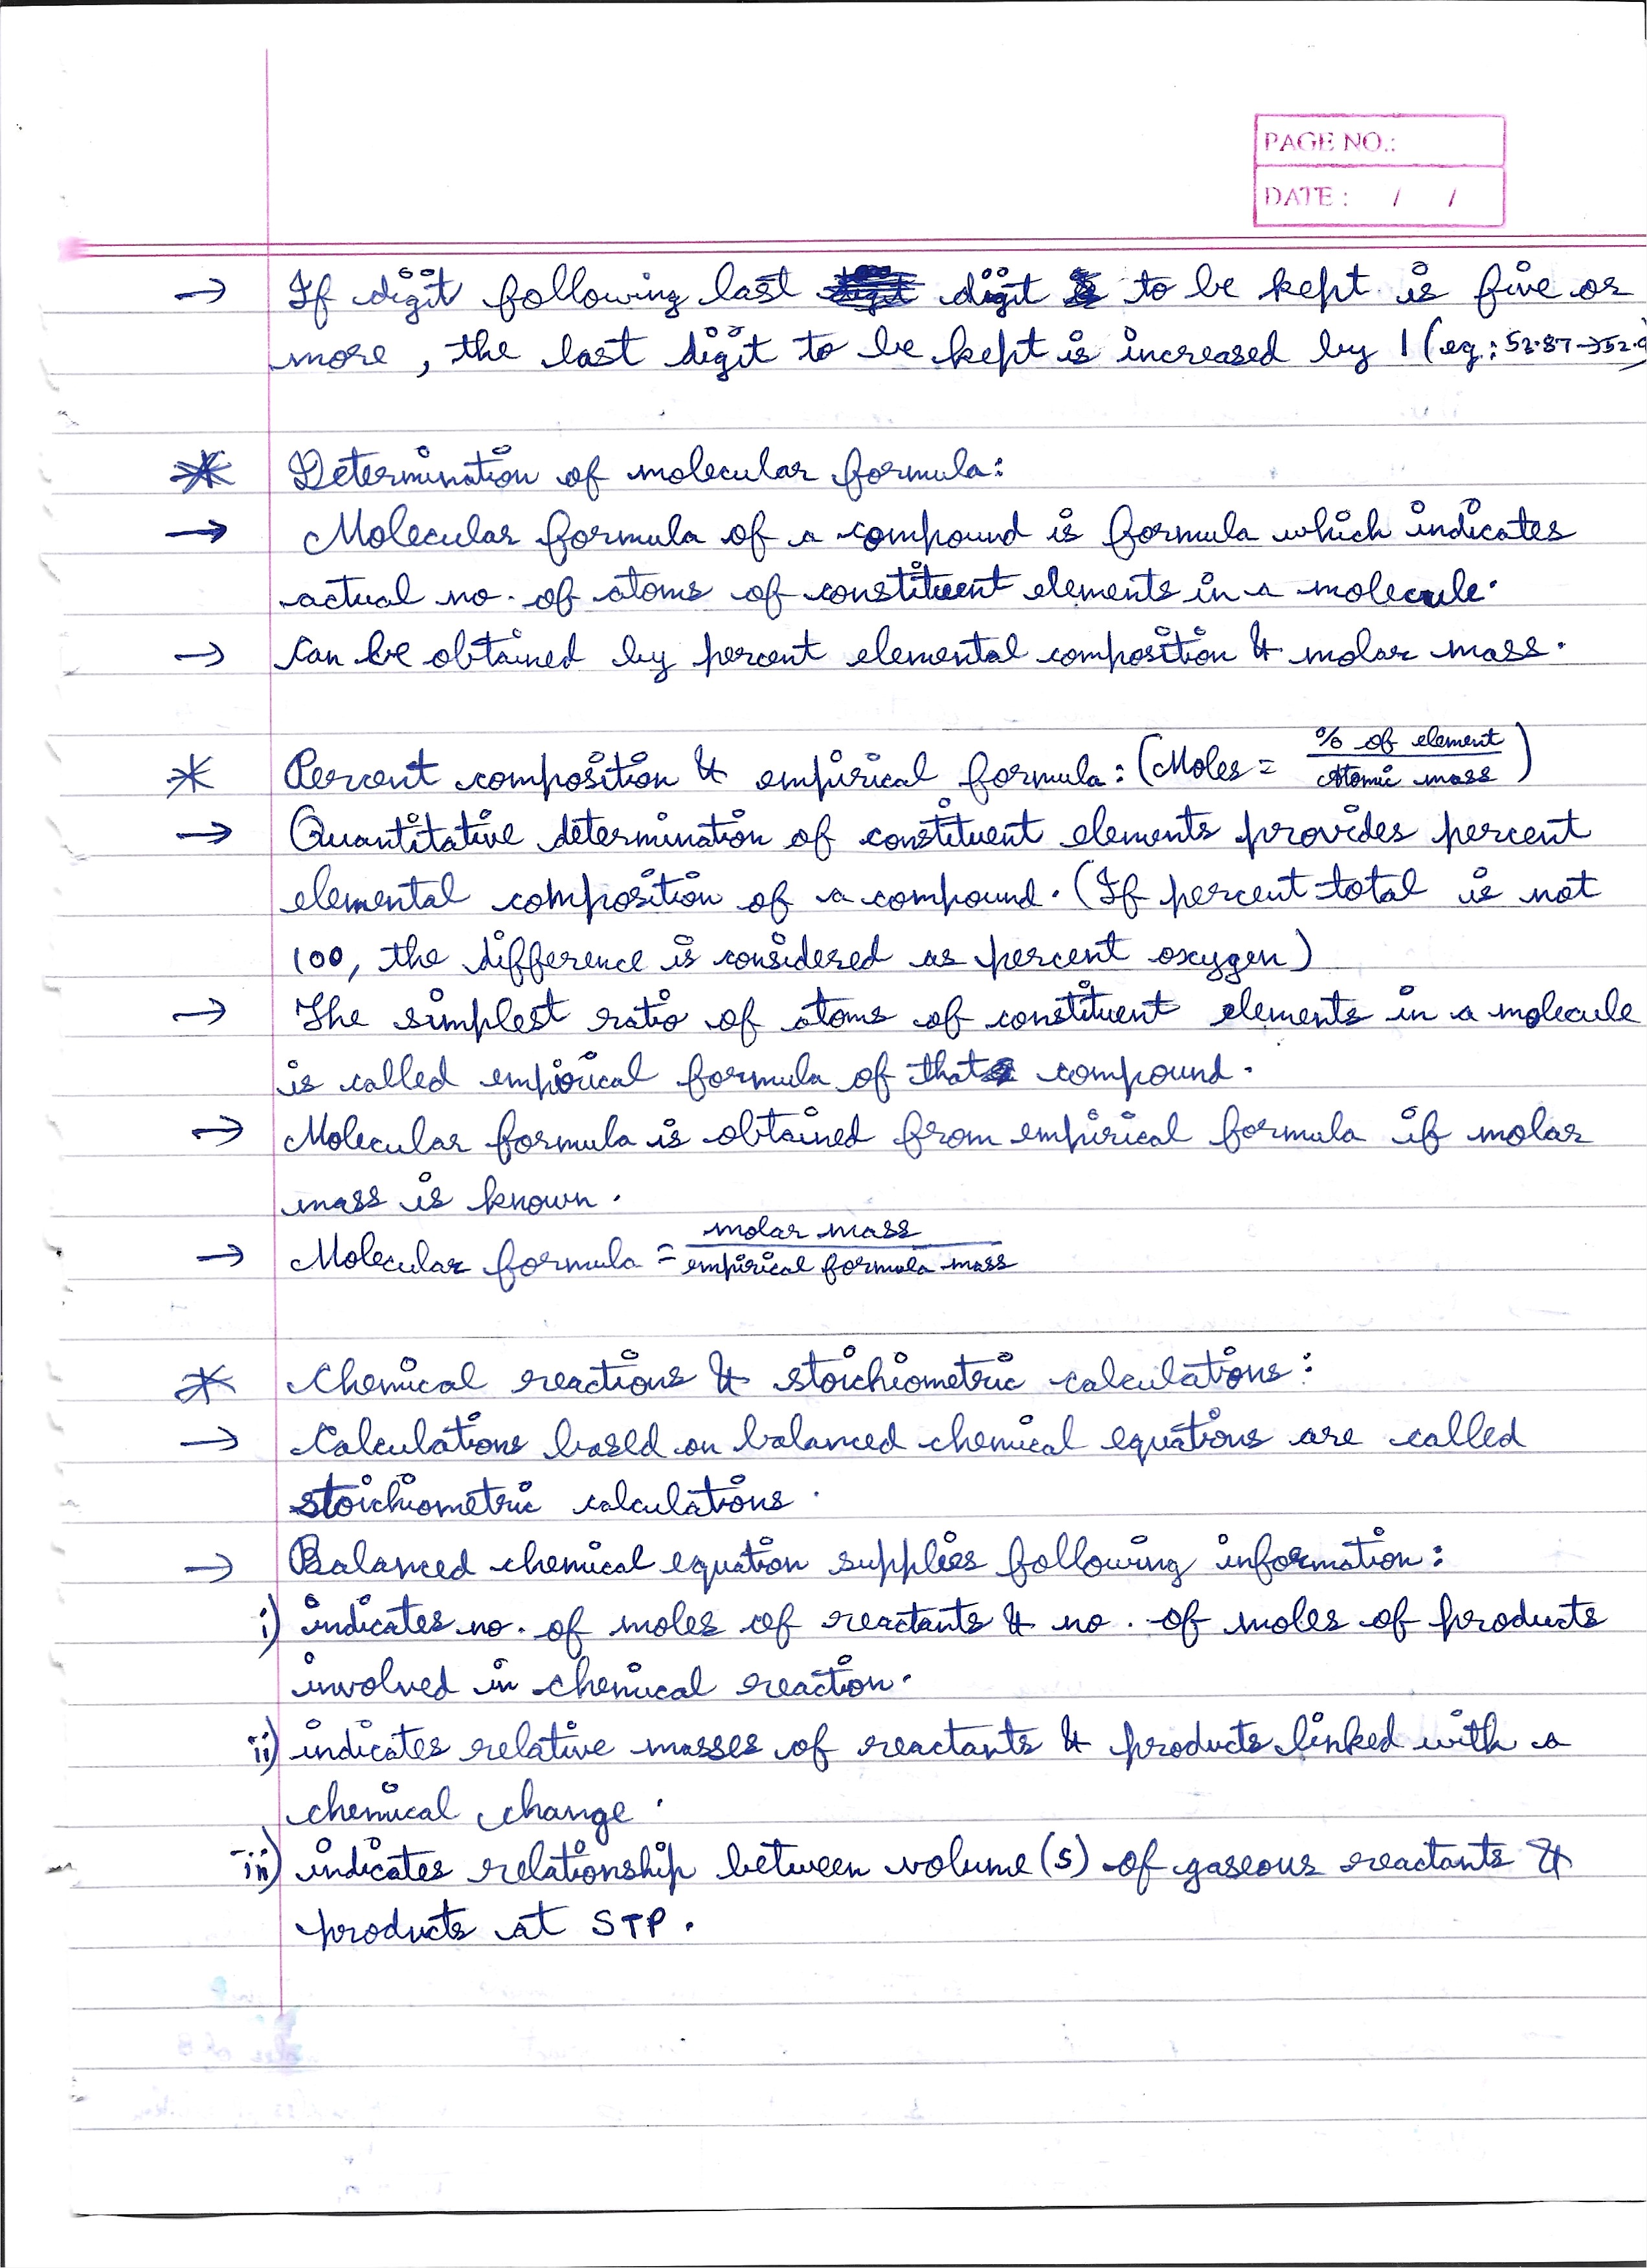 PAGE NO.:
DATE : / /
→ If digit following last digit to be kept is five or
more, the last digit to be kept is increased by 1 (eg: 52.87→52.9)
* Determination of molecular formula:
→ Molecular formula of a compound is formula which indicates
actual no. of atoms of constituent elements in a molecule.
→ Can be obtained by percent elemental composition & molar mass.
* Percent composition & empirical formula: (Moles = % of element / Atomic mass)
→ Quantitative determination of constituent elements provides percent
elemental composition of a compound. (If percent total is not
100, the difference is considered as percent oxygen)
→ The simplest ratio of atoms of constituent elements in a molecule
is called empirical formula of that compound.
→ Molecular formula is obtained from empirical formula if molar
mass is known.
→ Molecular formula = molar mass / empirical formula mass
* Chemical reactions & stoichiometric calculations:
→ Calculations based on balanced chemical equations are called
stoichiometric calculations.
→ Balanced chemical equation supplies following information:
i) indicates no. of moles of reactants & no. of moles of products
involved in chemical reaction.
ii) indicates relative masses of reactants & products linked with a
chemical change.
iii) indicates relationship between volume(s) of gaseous reactants &
products at STP.